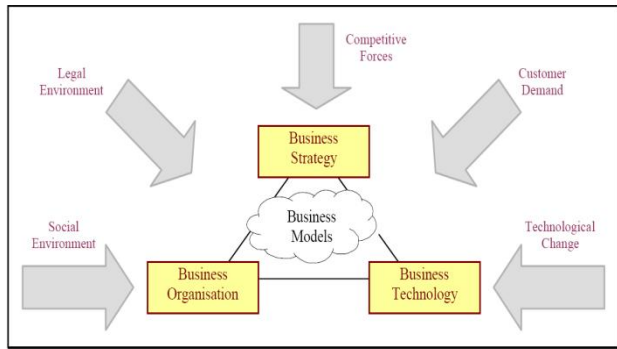 Competitive
Forces
Legal
Environment
Customer
Demand
Business
Strategy
Business
Models
Social
Environment
Technological
Change
Business
Organisation
Business
Technology